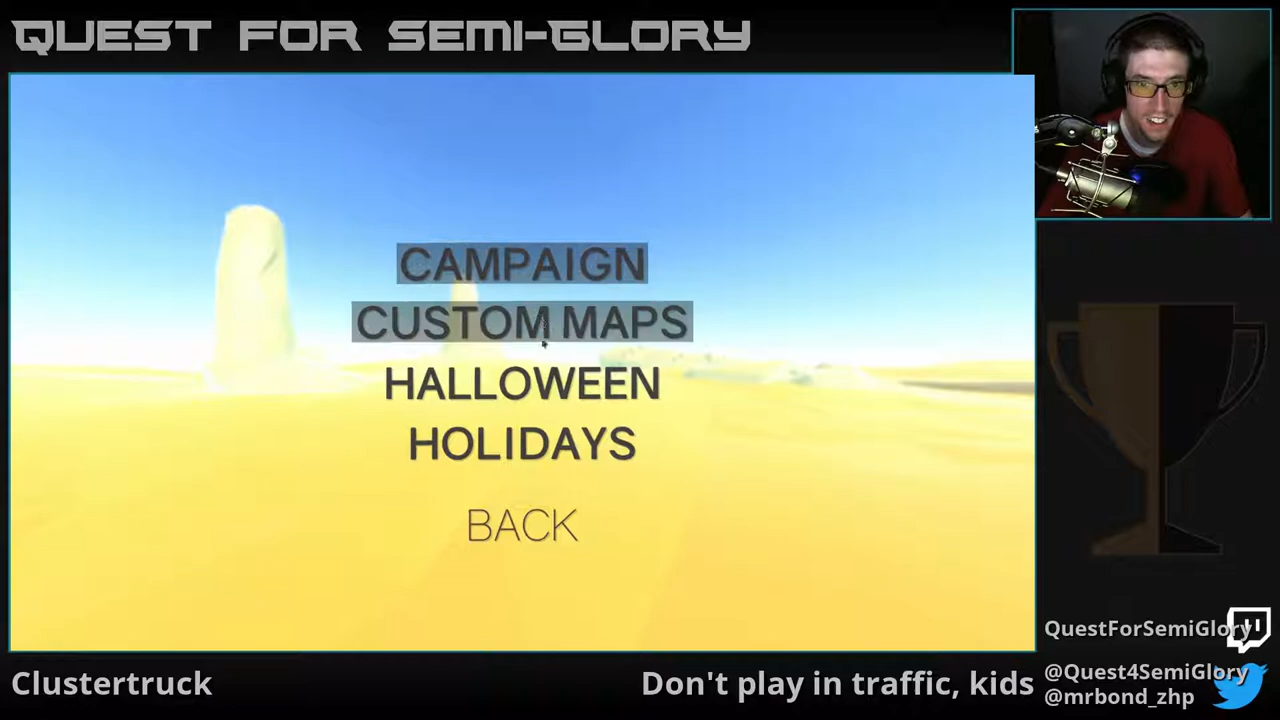 QUEST FOR SEMI-GLORY
CAMPAIGN
CUSTOM MAPS
HALLOWEEN
HOLIDAYS
BACK
QuestForSemiGlory
@Quest4SemiGlory
@mrbond_zhp
Clustertruck
Don't play in traffic, kids